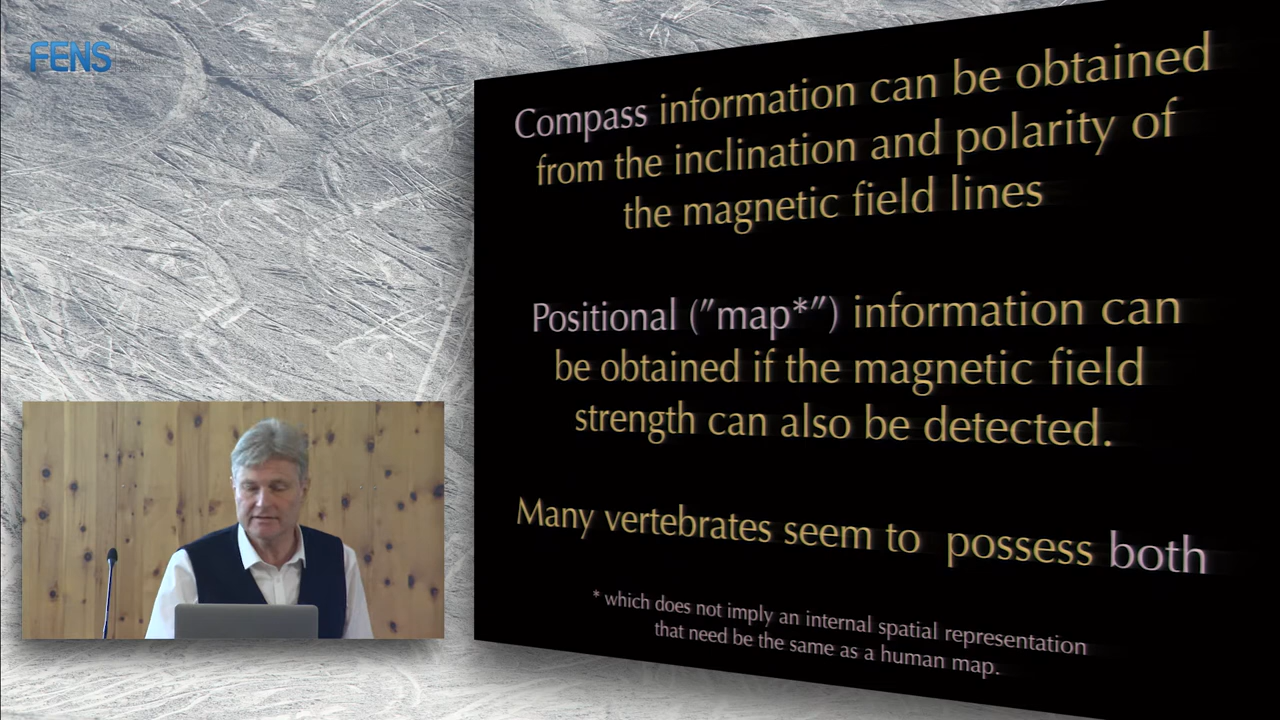 FENS
Compass information can be obtained
from the inclination and polarity of
the magnetic field lines
Positional (″map*″) information can
be obtained if the magnetic field
strength can also be detected.
Many vertebrates seem to possess both
* which does not imply an internal spatial representation
that need be the same as a human map.